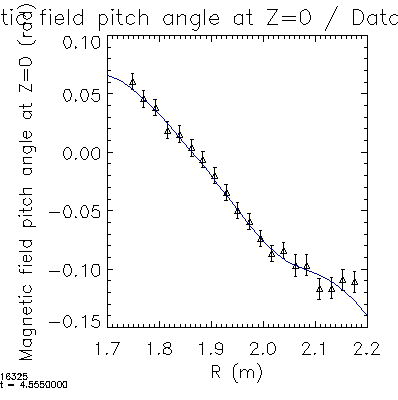 tic field pitch angle at Z=0 / Data
Magnetic field pitch angle at Z=0 (rad)
0.10
0.05
0.00
−0.05
−0.10
−0.15
1.7 1.8 1.9 2.0 2.1 2.2
R (m)
16325
t = 4.5550000